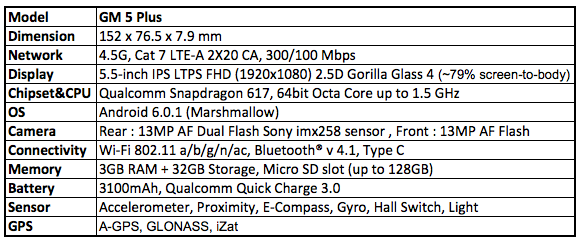 Model GM 5 Plus
Dimension 152 x 76.5 x 7.9 mm
Network 4.5G, Cat 7 LTE-A 2X20 CA, 300/100 Mbps
Display 5.5-inch IPS LTPS FHD (1920x1080) 2.5D Gorilla Glass 4 (~79% screen-to-body)
Chipset&CPU Qualcomm Snapdragon 617, 64bit Octa Core up to 1.5 GHz
OS Android 6.0.1 (Marshmallow)
Camera Rear : 13MP AF Dual Flash Sony imx258 sensor , Front : 13MP AF Flash
Connectivity Wi-Fi 802.11 a/b/g/n/ac, Bluetooth® v 4.1, Type C
Memory 3GB RAM + 32GB Storage, Micro SD slot (up to 128GB)
Battery 3100mAh, Qualcomm Quick Charge 3.0
Sensor Accelerometer, Proximity, E-Compass, Gyro, Hall Switch, Light
GPS A-GPS, GLONASS, iZat